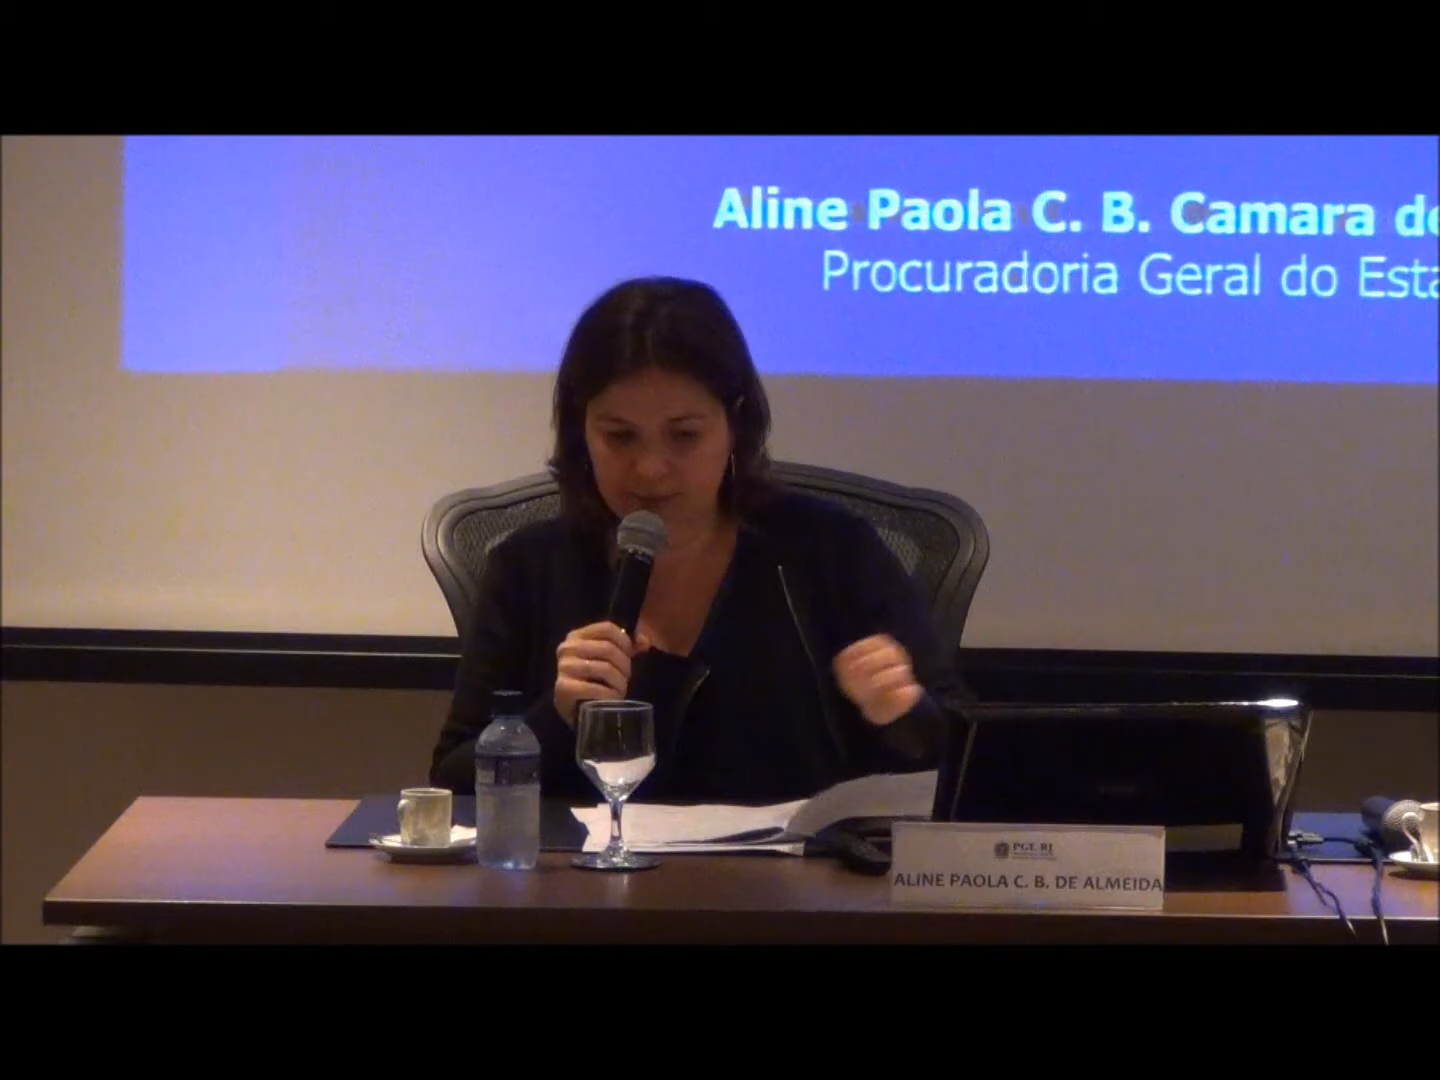 Aline Paola C. B. Camara de
Procuradoria Geral do Esta
PGE-RJ
ALINE PAOLA C. B. DE ALMEIDA